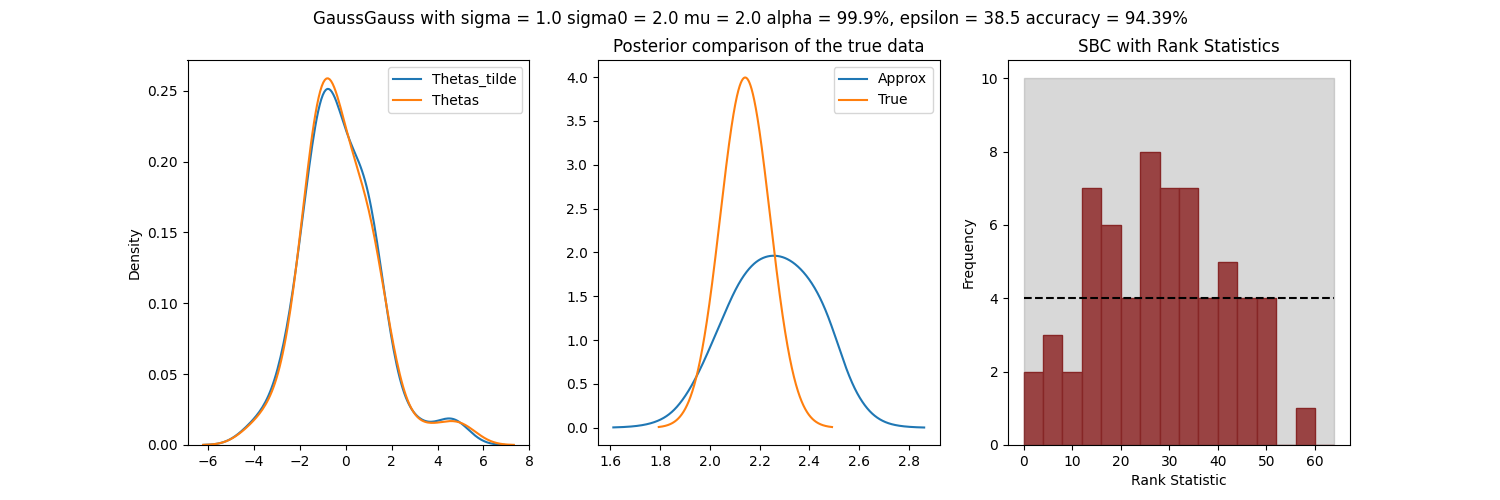 GaussGauss with sigma = 1.0 sigma0 = 2.0 mu = 2.0 alpha = 99.9%, epsilon = 38.5 accuracy = 94.39%
Density
0.25
0.20
0.15
0.10
0.05
0.00
−6 −4 −2 0 2 4 6 8
Thetas_tilde
Thetas
Posterior comparison of the true data
4.0
3.5
3.0
2.5
2.0
1.5
1.0
0.5
0.0
1.6 1.8 2.0 2.2 2.4 2.6 2.8
Approx
True
SBC with Rank Statistics
Frequency
10
8
6
4
2
0
0 10 20 30 40 50 60
Rank Statistic